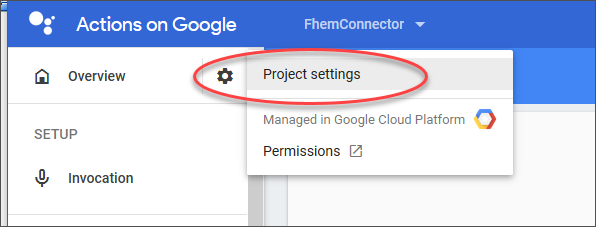 Actions on Google
FhemConnector
Overview
Project settings
SETUP
Managed in Google Cloud Platform
Permissions
Invocation